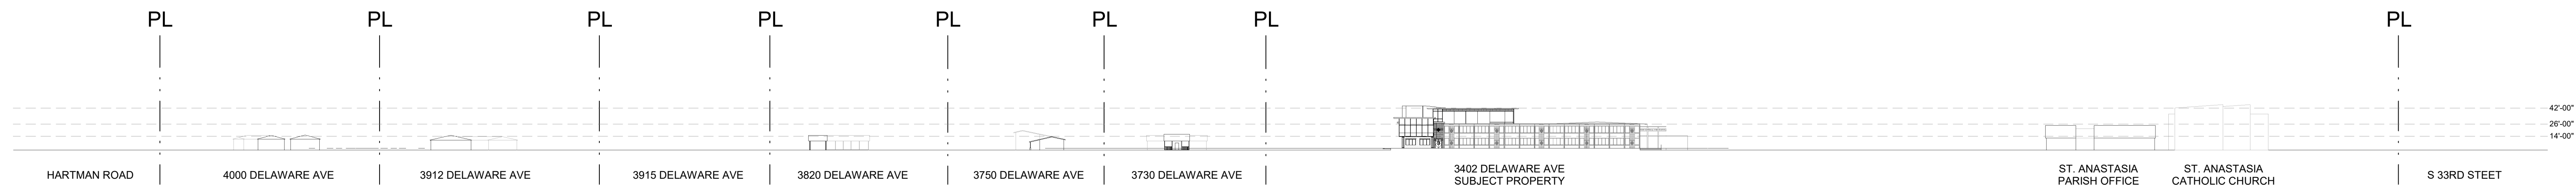 PL PL PL PL PL PL PL PL
42'-00"
26'-00"
14'-00"
HARTMAN ROAD
4000 DELAWARE AVE
3912 DELAWARE AVE
3915 DELAWARE AVE
3820 DELAWARE AVE
3750 DELAWARE AVE
3730 DELAWARE AVE
3402 DELAWARE AVE
SUBJECT PROPERTY
ST. ANASTASIA
PARISH OFFICE
ST. ANASTASIA
CATHOLIC CHURCH
S 33RD STEET